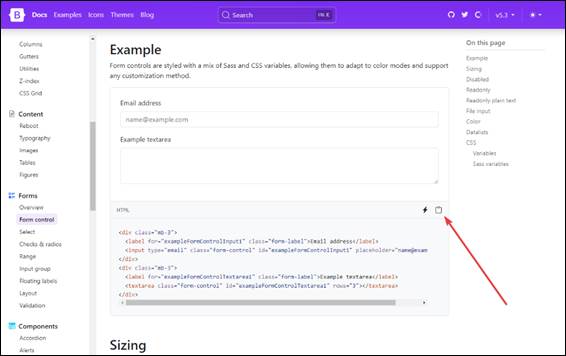 B
Docs Examples Icons Themes Blog
Search
Ctrl K
v5.3
Columns
Gutters
Utilities
Z-index
CSS Grid
Content
Reboot
Typography
Images
Tables
Figures
Forms
Overview
Form control
Select
Checks & radios
Range
Input group
Floating labels
Layout
Validation
Components
Accordion
Alerts
Example
Form controls are styled with a mix of Sass and CSS variables, allowing them to adapt to color modes and support
any customization method.
Email address
name@example.com
Example textarea
HTML
<div class="mb-3">
<label for="exampleFormControlInput1" class="form-label">Email address</label>
<input type="email" class="form-control" id="exampleFormControlInput1" placeholder="name@exam
</div>
<div class="mb-3">
<label for="exampleFormControlTextarea1" class="form-label">Example textarea</label>
<textarea class="form-control" id="exampleFormControlTextarea1" rows="3"></textarea>
</div>
Sizing
On this page
Example
Sizing
Disabled
Readonly
Readonly plain text
File input
Color
Datalists
CSS
Variables
Sass variables